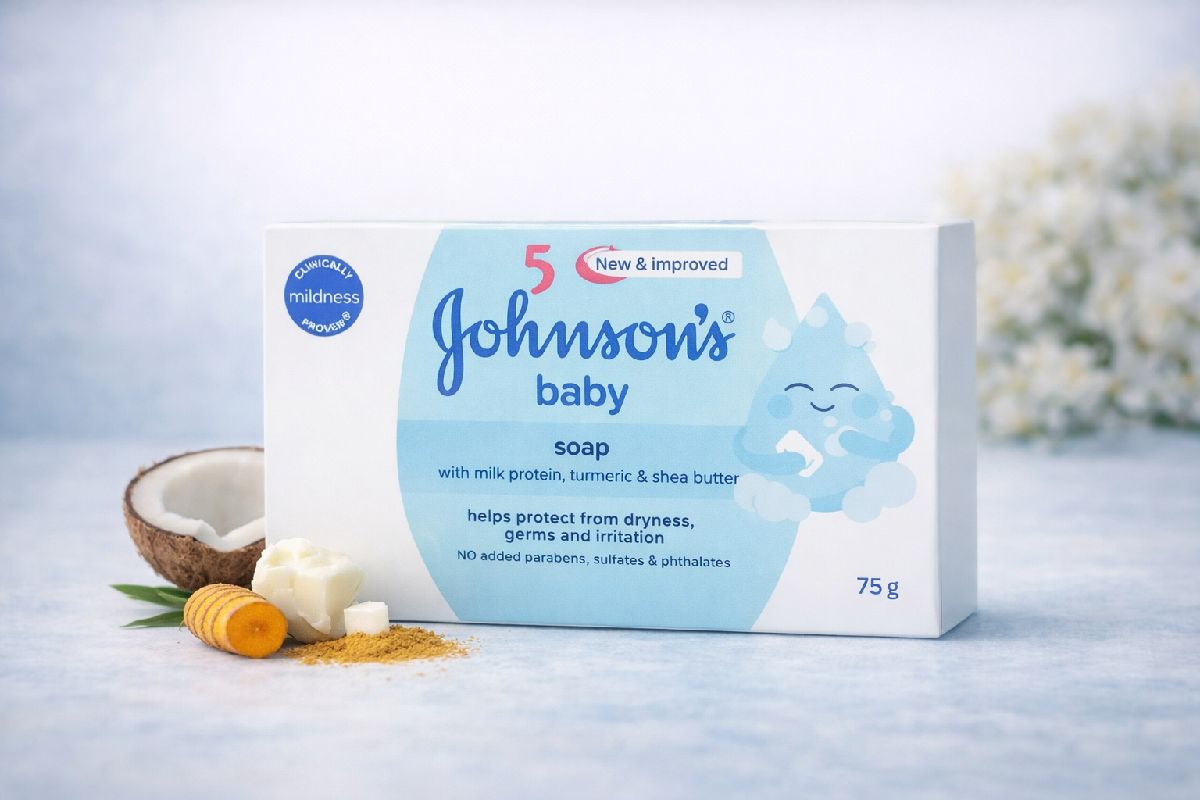 CLINICALLY
mildness
PROVEN®
5
New & improved
Johnson's®
baby
soap
with milk protein, turmeric & shea butter
helps protect from dryness,
germs and irritation
NO added parabens, sulfates & phthalates
75 g